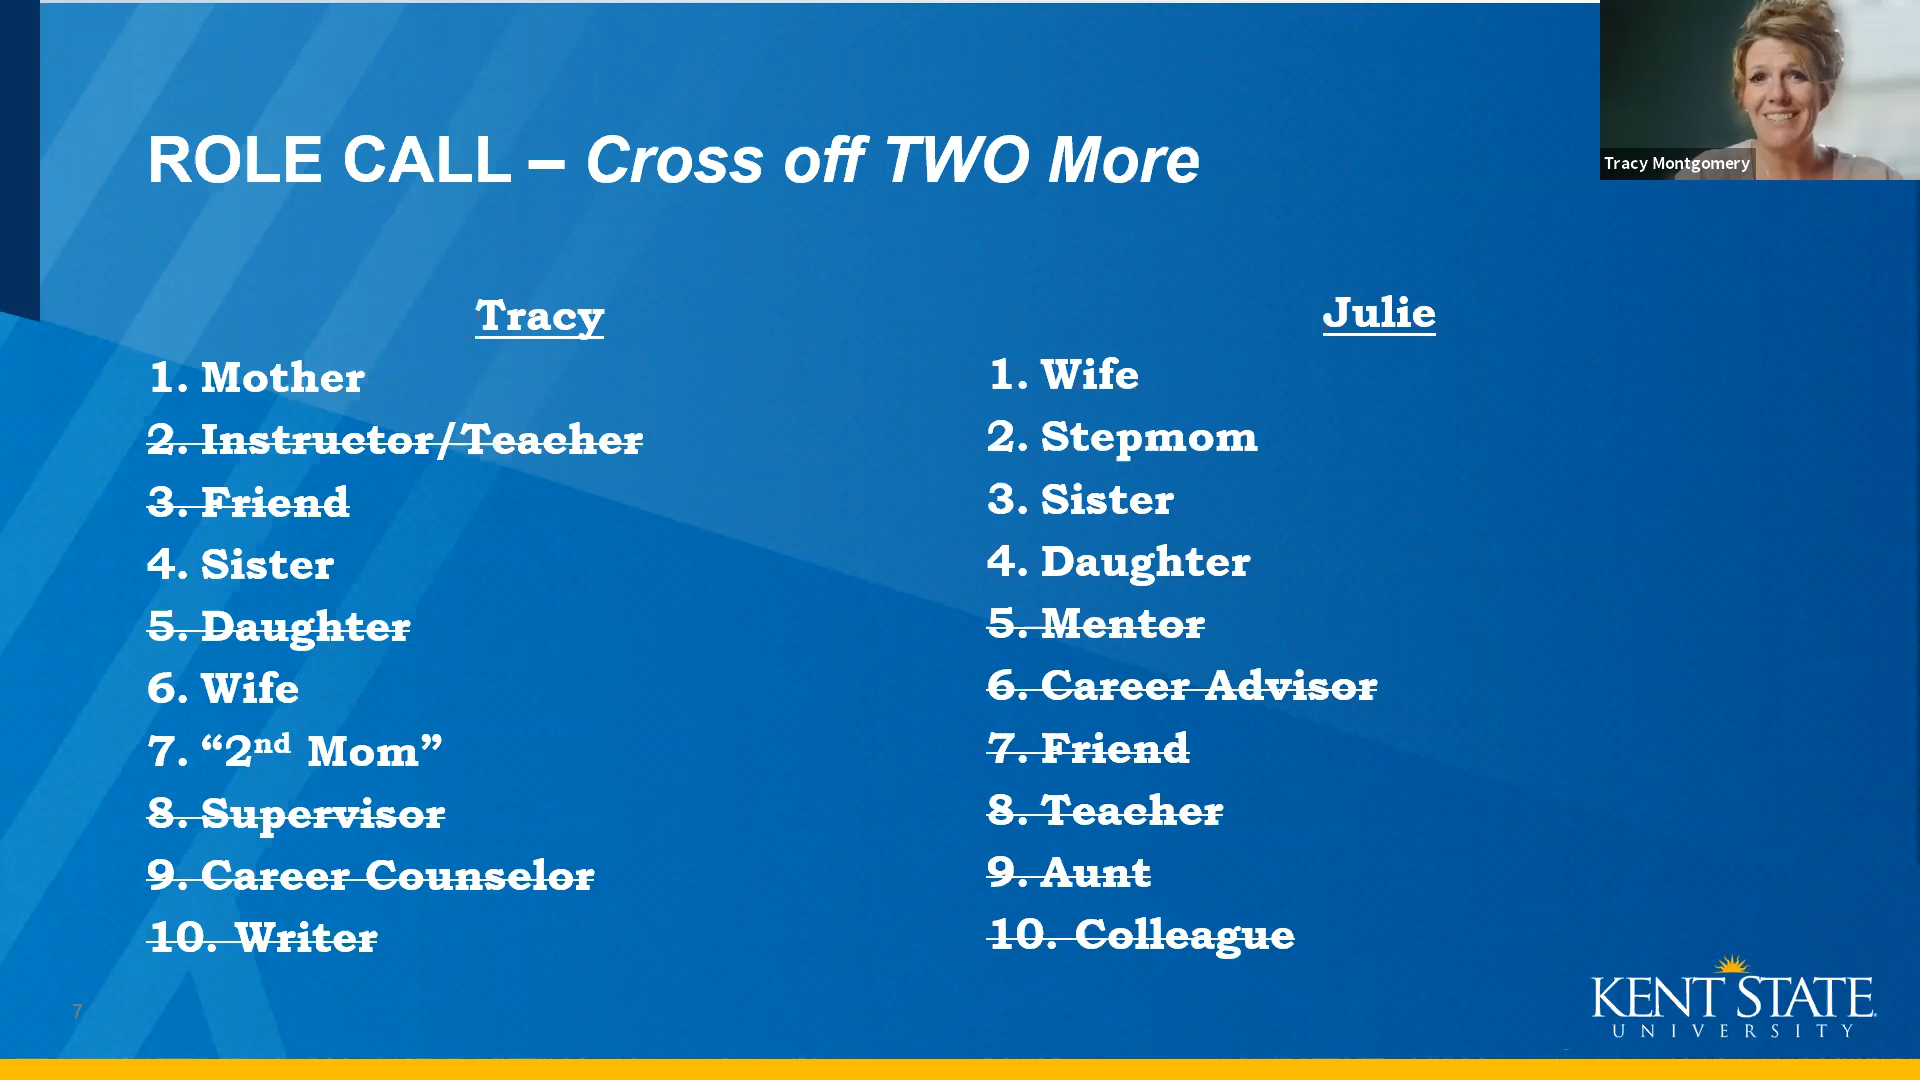 ROLE CALL – Cross off TWO More
Tracy Montgomery
Tracy
1. Mother
2. Instructor/Teacher
3. Friend
4. Sister
5. Daughter
6. Wife
7. “2nd Mom”
8. Supervisor
9. Career Counselor
10. Writer
Julie
1. Wife
2. Stepmom
3. Sister
4. Daughter
5. Mentor
6. Career Advisor
7. Friend
8. Teacher
9. Aunt
10. Colleague
7
KENT STATE
UNIVERSITY